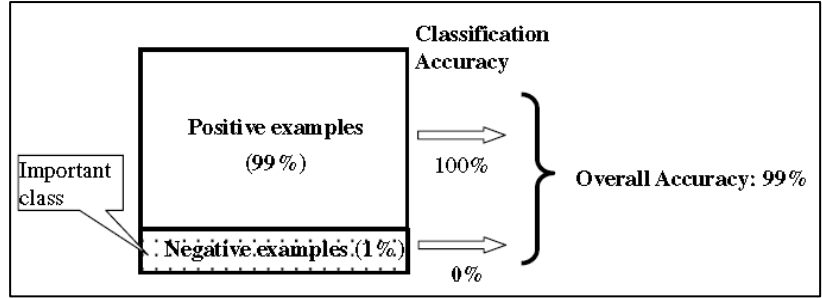 Classification
Accuracy
Positive examples
(99%)
100%
Important
class
Overall Accuracy: 99%
Negative examples (1%)
0%